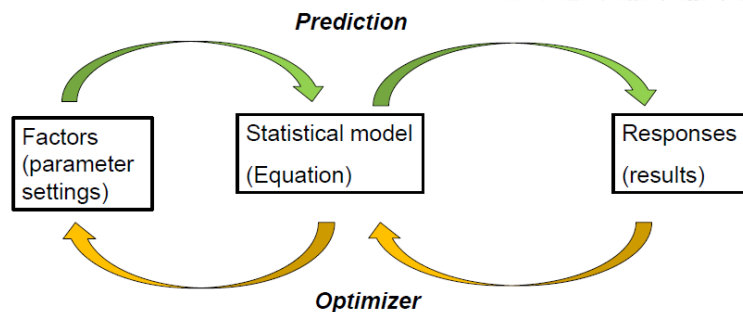 Prediction
Factors
(parameter
settings)
Statistical model
(Equation)
Responses
(results)
Optimizer